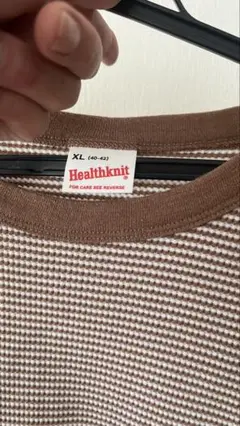 XL (40-42)
Healthknit®
FOR CARE SEE REVERSE